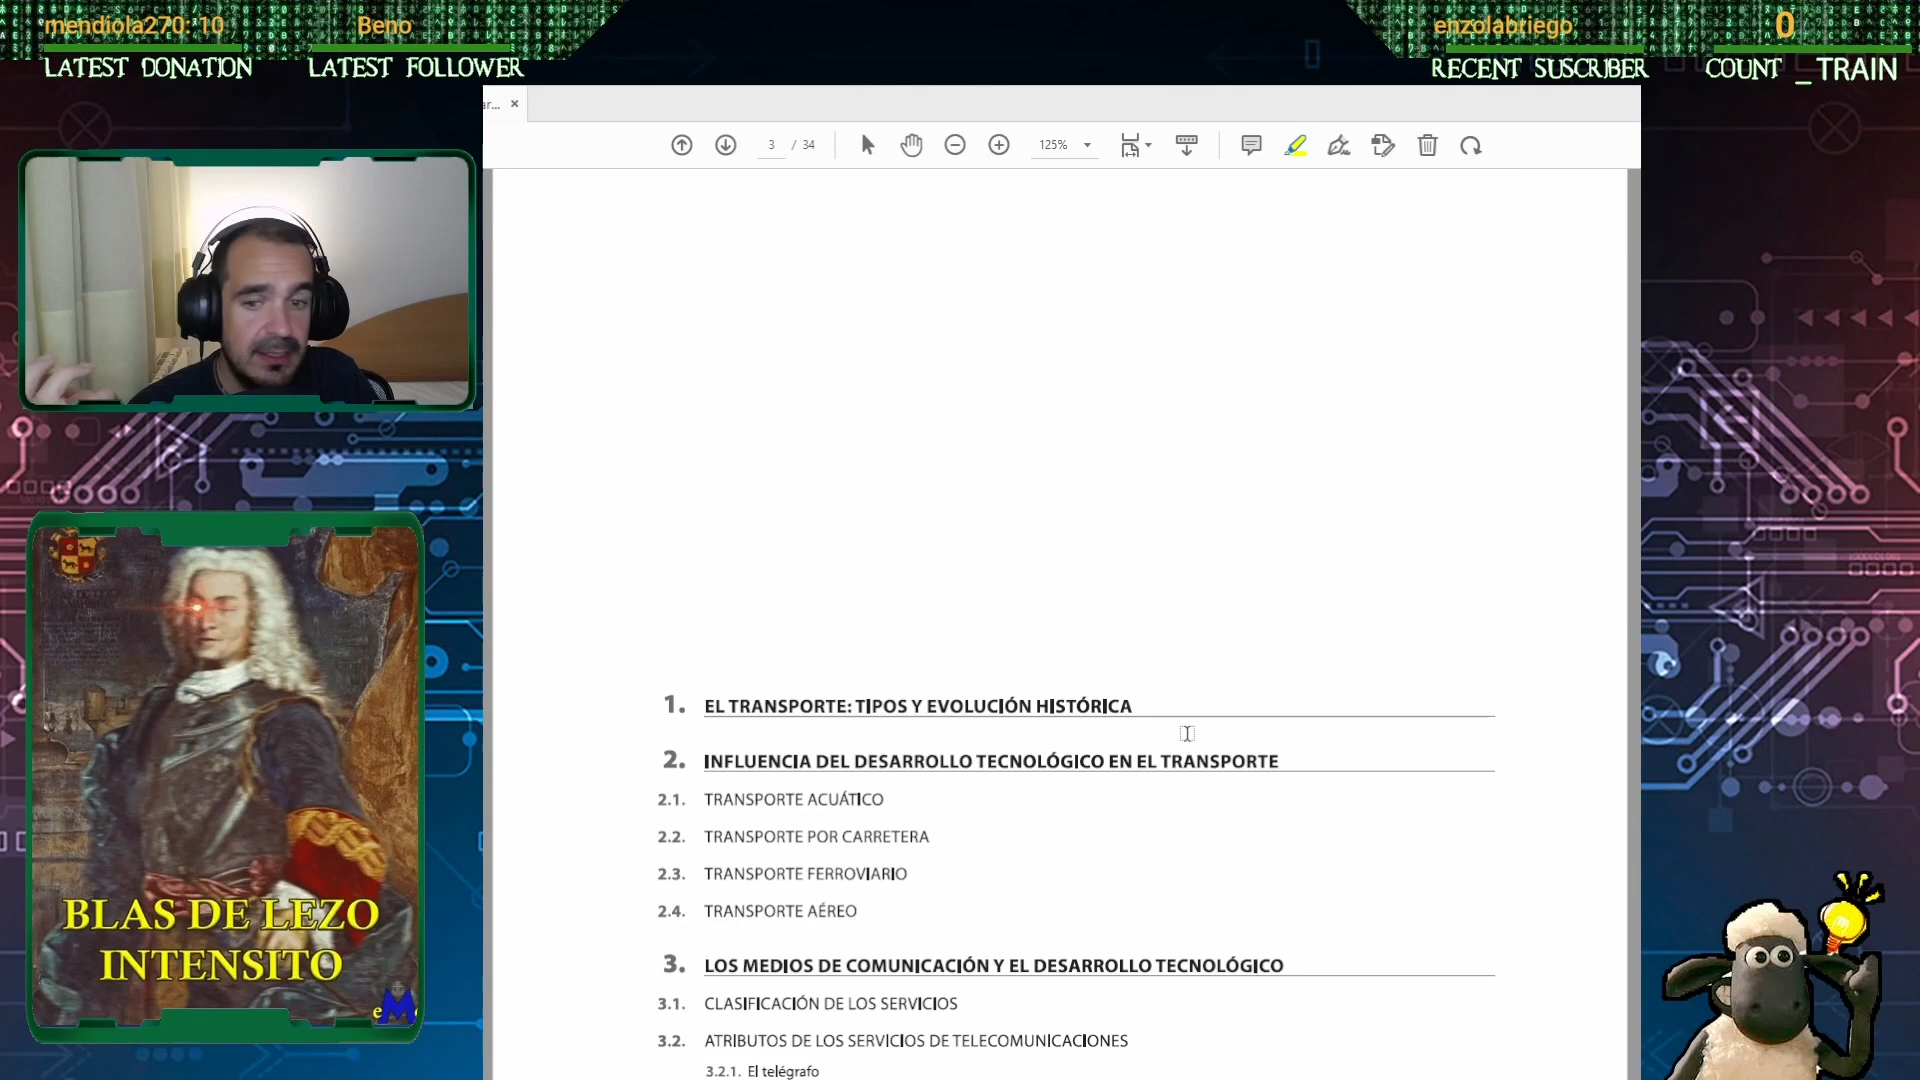 mendiola270: 10
Beno
enzolabriego
0
LATEST DONATION
LATEST FOLLOWER
RECENT SUSCRIBER
COUNT _TRAIN
ar...
3 / 34
125%
1. EL TRANSPORTE: TIPOS Y EVOLUCIÓN HISTÓRICA
2. INFLUENCIA DEL DESARROLLO TECNOLÓGICO EN EL TRANSPORTE
2.1. TRANSPORTE ACUÁTICO
2.2. TRANSPORTE POR CARRETERA
2.3. TRANSPORTE FERROVIARIO
2.4. TRANSPORTE AÉREO
3. LOS MEDIOS DE COMUNICACIÓN Y EL DESARROLLO TECNOLÓGICO
3.1. CLASIFICACIÓN DE LOS SERVICIOS
3.2. ATRIBUTOS DE LOS SERVICIOS DE TELECOMUNICACIONES
3.2.1. El telégrafo
BLAS DE LEZO
INTENSITO